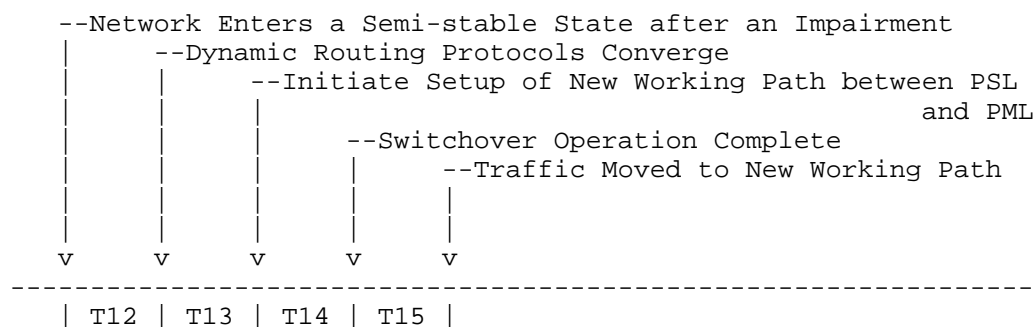 --Network Enters a Semi-stable State after an Impairment
| --Dynamic Routing Protocols Converge
| | --Initiate Setup of New Working Path between PSL
| | | and PML
| | | --Switchover Operation Complete
| | | | --Traffic Moved to New Working Path
| | | | |
| | | | |
v v v v v
--------------------------------------------------------------------
| T12 | T13 | T14 | T15 |